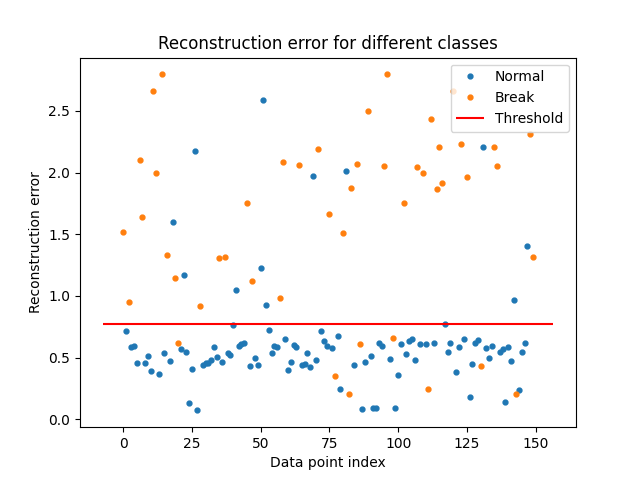 Reconstruction error for different classes
Normal
Break
Threshold
Reconstruction error
2.5
2.0
1.5
1.0
0.5
0.0
0
25
50
75
100
125
150
Data point index